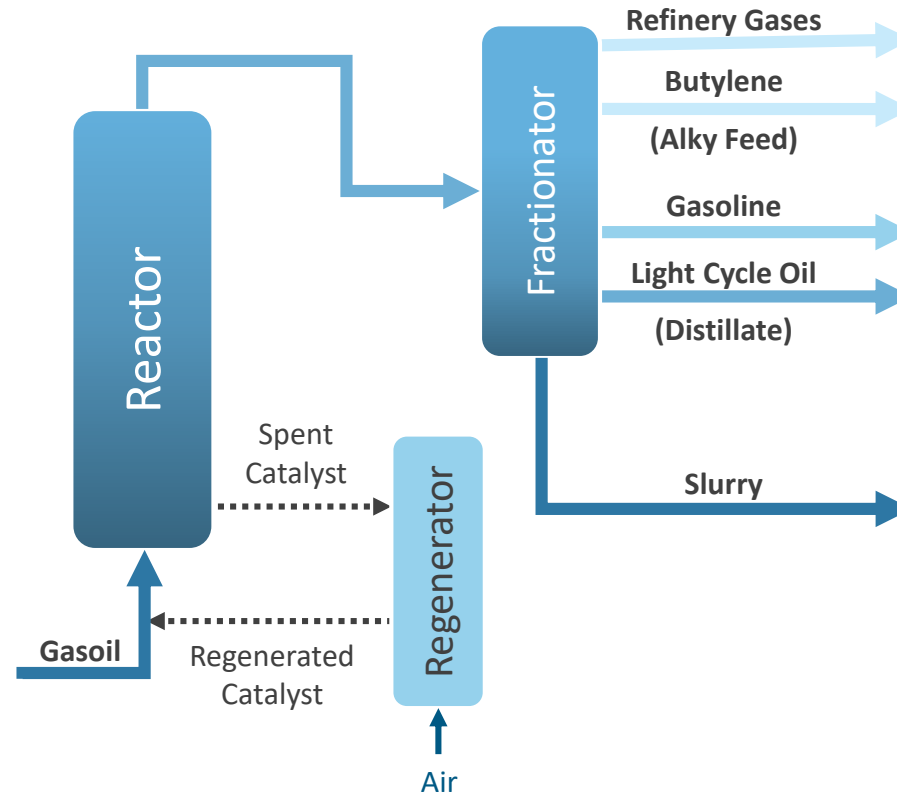 Refinery Gases
Butylene
(Alky Feed)
Gasoline
Light Cycle Oil
(Distillate)
Slurry
Fractionator
Reactor
Spent
Catalyst
Regenerator
Gasoil
Regenerated
Catalyst
Air